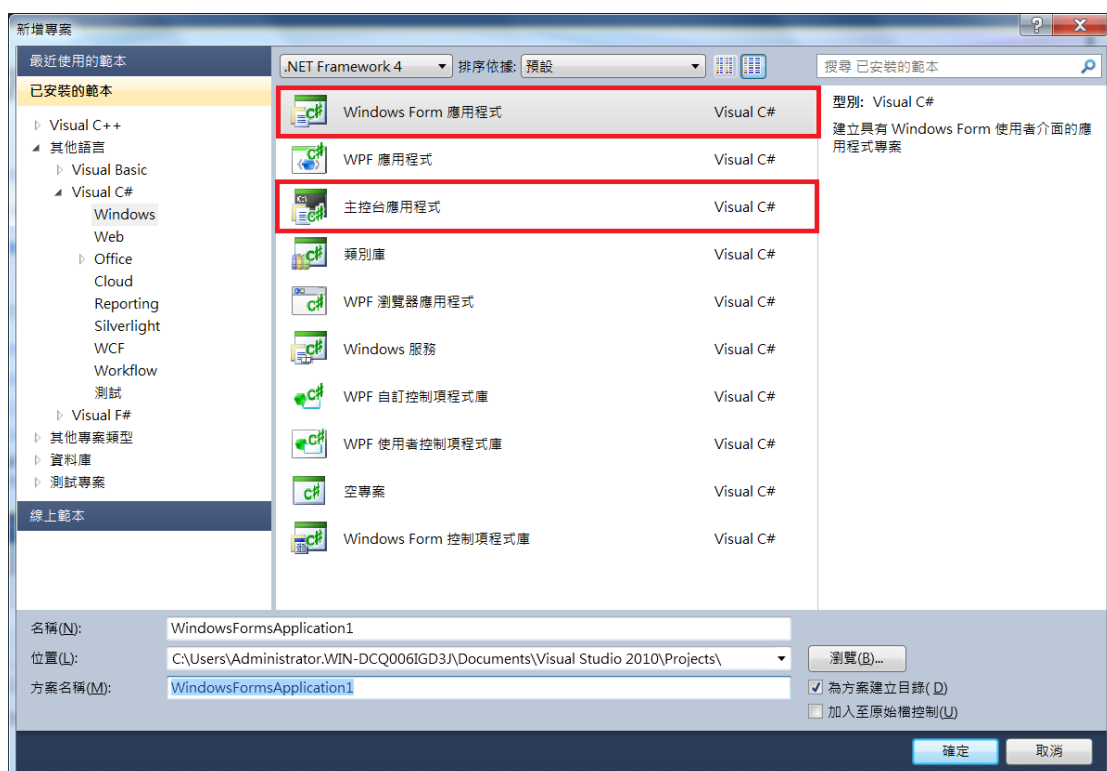 新增專案
最近使用的範本
已安裝的範本
Visual C++
其他語言
Visual Basic
Visual C#
Windows
Web
Office
Cloud
Reporting
Silverlight
WCF
Workflow
測試
Visual F#
其他專案類型
資料庫
測試專案
線上範本
.NET Framework 4 排序依據: 預設
Windows Form 應用程式 Visual C#
WPF 應用程式 Visual C#
主控台應用程式 Visual C#
類別庫 Visual C#
WPF 瀏覽器應用程式 Visual C#
Windows 服務 Visual C#
WPF 自訂控制項程式庫 Visual C#
WPF 使用者控制項程式庫 Visual C#
空專案 Visual C#
Windows Form 控制項程式庫 Visual C#
搜尋 已安裝的範本
型別: Visual C#
建立具有 Windows Form 使用者介面的應
用程式專案
名稱(N): WindowsFormsApplication1
位置(L): C:\Users\Administrator.WIN-DCQ006IGD3J\Documents\Visual Studio 2010\Projects\ 瀏覽(B)...
方案名稱(M): WindowsFormsApplication1 為方案建立目錄( D)
加入至原始檔控制(U)
確定 取消